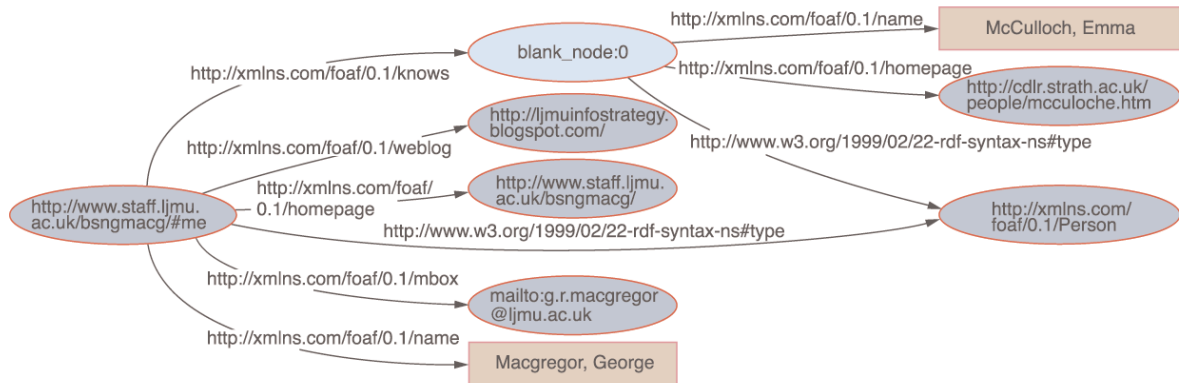 http://xmlns.com/foaf/0.1/name
McCulloch, Emma
blank_node:0
http://xmlns.com/foaf/0.1/knows
http://xmlns.com/foaf/0.1/homepage
http://cdlr.strath.ac.uk/
people/mcculoche.htm
http://ljmuinfostrategy.
blogspot.com/
http://www.w3.org/1999/02/22-rdf-syntax-ns#type
http://xmlns.com/foaf/0.1/weblog
http://xmlns.com/foaf/
0.1/homepage
http://www.staff.ljmu.
ac.uk/bsngmacg/
http://www.staff.ljmu.
ac.uk/bsngmacg/#me
http://xmlns.com/
foaf/0.1/Person
http://www.w3.org/1999/02/22-rdf-syntax-ns#type
http://xmlns.com/foaf/0.1/mbox
mailto:g.r.macgregor
@ljmu.ac.uk
http://xmlns.com/foaf/0.1/name
Macgregor, George